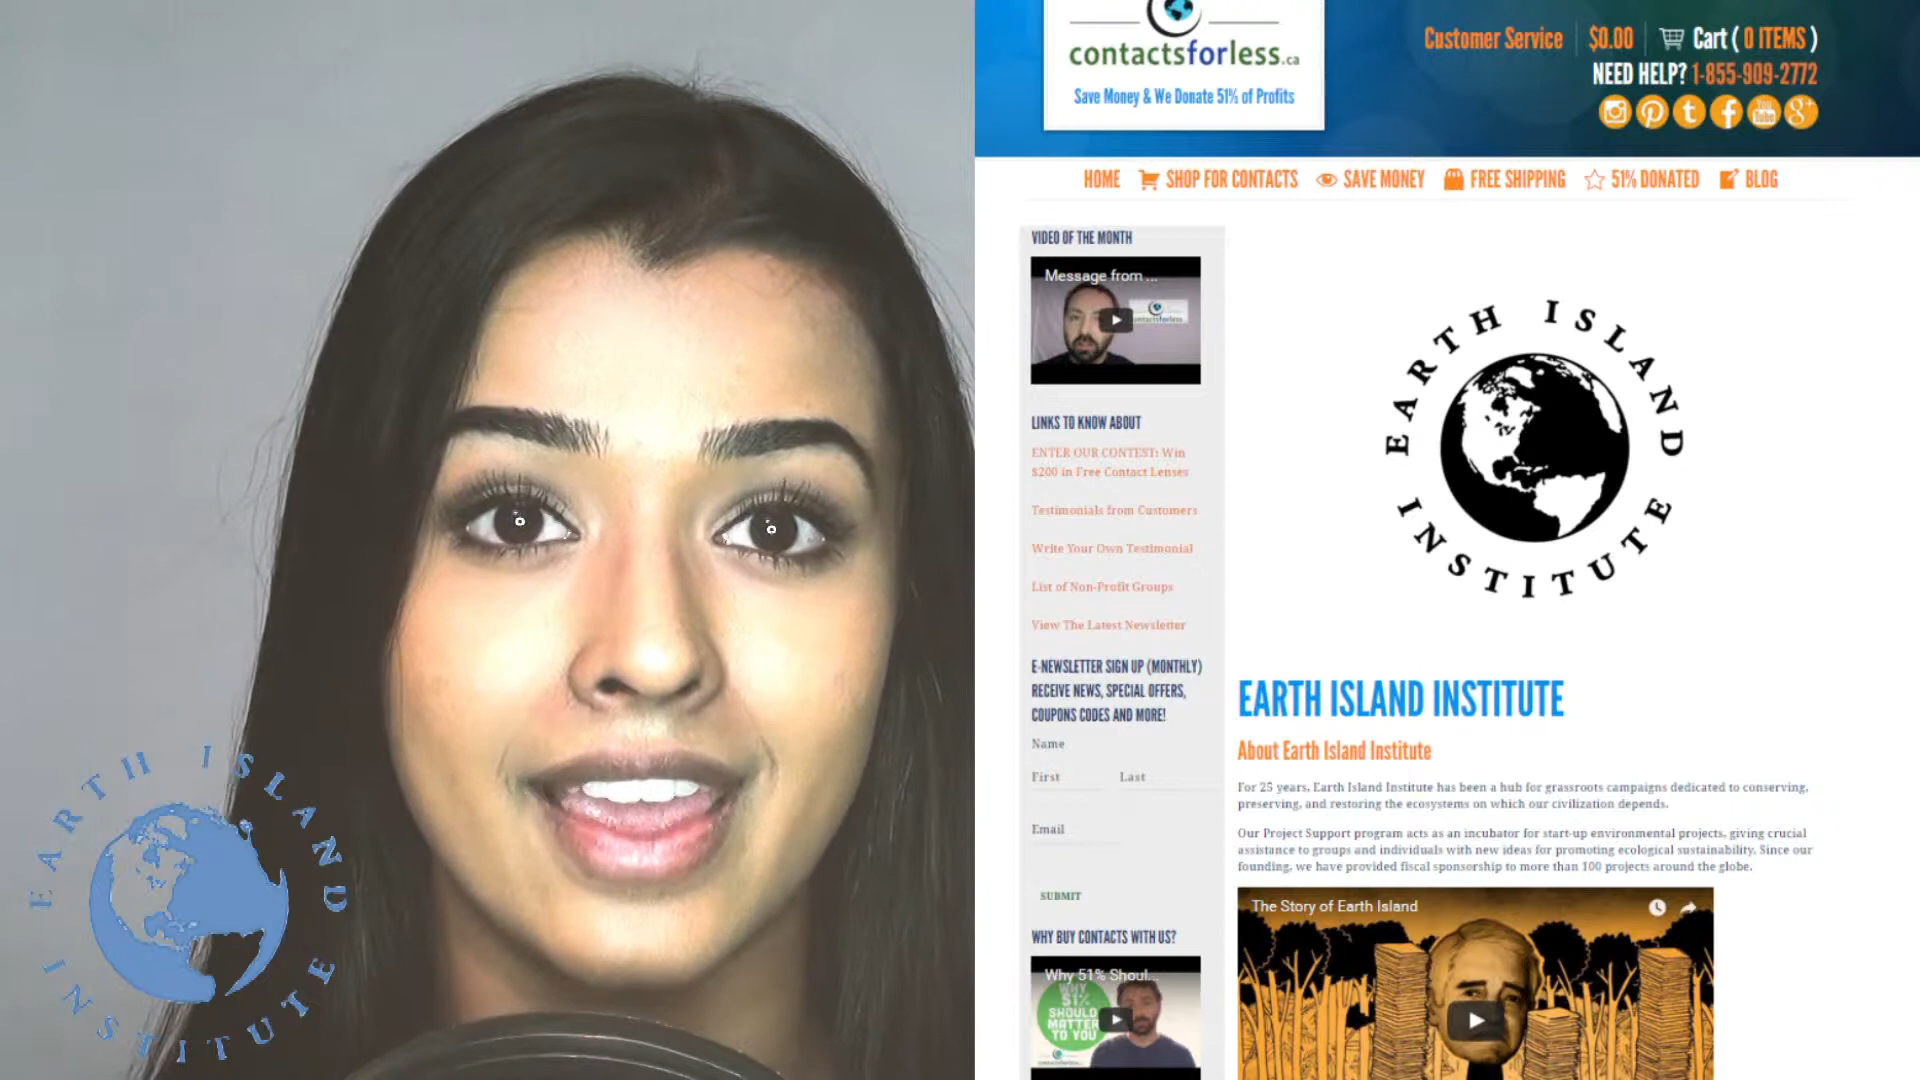 EARTH ISLAND INSTITUTE
contactsforless.ca
Save Money & We Donate 51% of Profits
Customer Service $0.00 Cart ( 0 ITEMS )
NEED HELP? 1-855-909-2772
HOME SHOP FOR CONTACTS SAVE MONEY FREE SHIPPING 51% DONATED BLOG
VIDEO OF THE MONTH
Message from ...
contactsforless
LINKS TO KNOW ABOUT
ENTER OUR CONTEST: Win
$200 in Free Contact Lenses
Testimonials from Customers
Write Your Own Testimonial
List of Non-Profit Groups
View The Latest Newsletter
E-NEWSLETTER SIGN UP (MONTHLY)
RECEIVE NEWS, SPECIAL OFFERS,
COUPONS CODES AND MORE!
Name
First Last
Email
SUBMIT
WHY BUY CONTACTS WITH US?
Why 51% Shoul...
WHY
51%
SHOULD
MATTER
TO YOU
contactsforless
EARTH ISLAND INSTITUTE
EARTH ISLAND INSTITUTE
About Earth Island Institute
For 25 years, Earth Island Institute has been a hub for grassroots campaigns dedicated to conserving,
preserving, and restoring the ecosystems on which our civilization depends.
Our Project Support program acts as an incubator for start-up environmental projects, giving crucial
assistance to groups and individuals with new ideas for promoting ecological sustainability. Since our
founding, we have provided fiscal sponsorship to more than 100 projects around the globe.
The Story of Earth Island